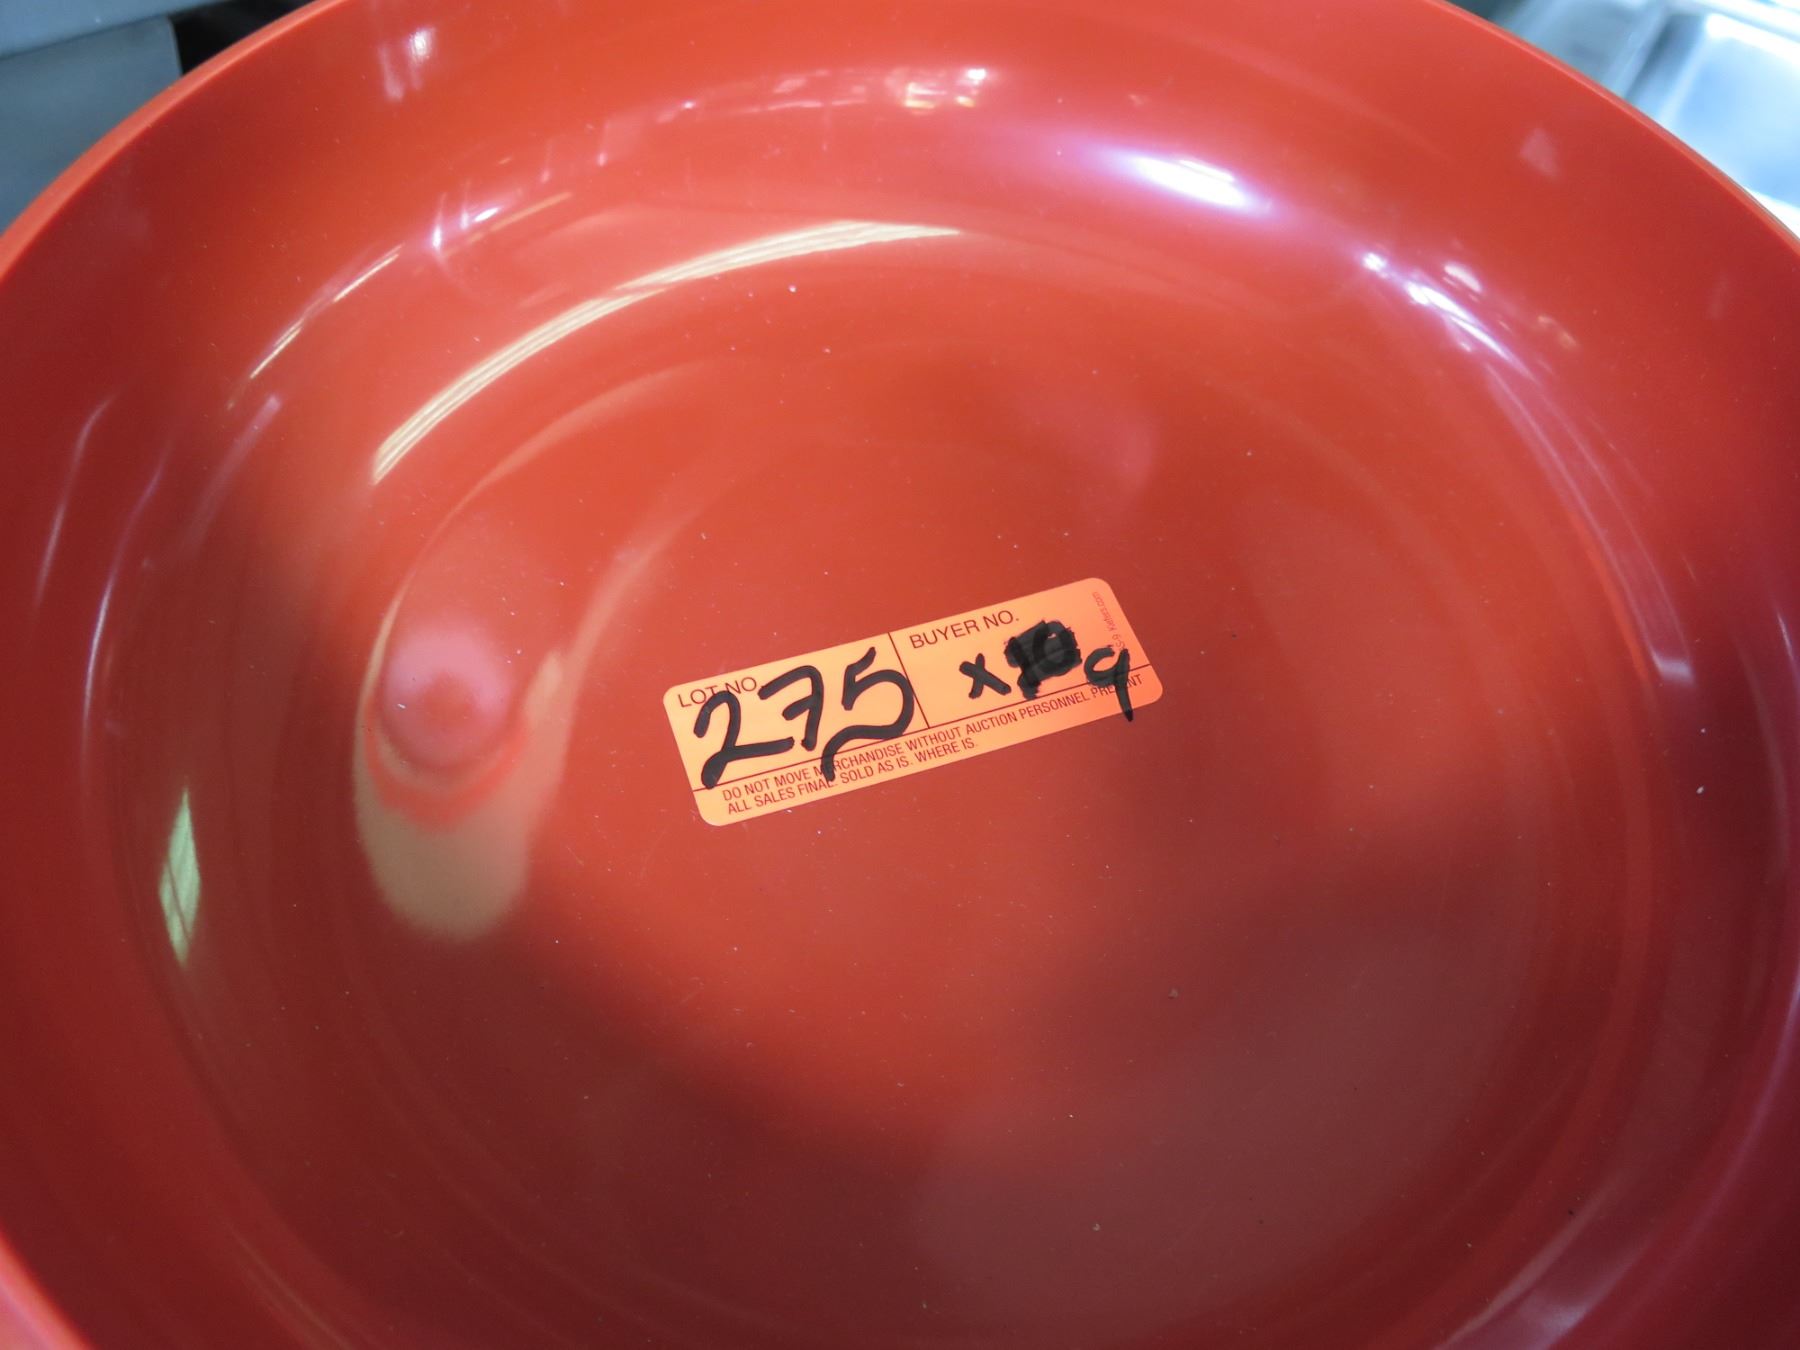 LOT NO.
275
BUYER NO.
x 9
DO NOT MOVE MERCHANDISE WITHOUT AUCTION PERSONNEL PRESENT
ALL SALES FINAL. SOLD AS IS. WHERE IS.